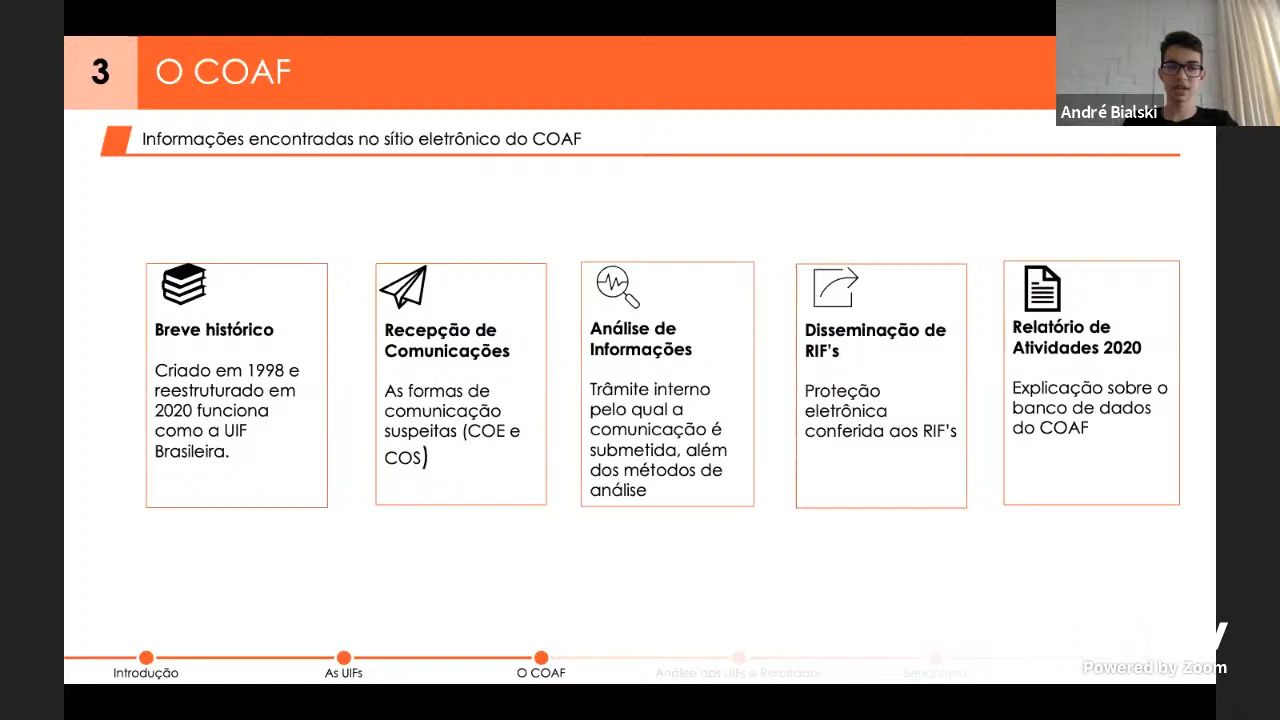 3
O COAF
André Bialski
Informações encontradas no sítio eletrônico do COAF
Breve histórico
Criado em 1998 e
reestruturado em
2020 funciona
como a UIF
Brasileira.
Recepção de
Comunicações
As formas de
comunicação
suspeitas (COE e
COS)
Análise de
Informações
Trâmite interno
pelo qual a
comunicação é
submetida, além
dos métodos de
análise
Disseminação de
RIF's
Proteção
eletrônica
conferida aos RIF's
Relatório de
Atividades 2020
Explicação sobre o
banco de dados
do COAF
Introdução
As UIFs
O COAF
Análise das UIFs e Resultados
Powered by Zoom